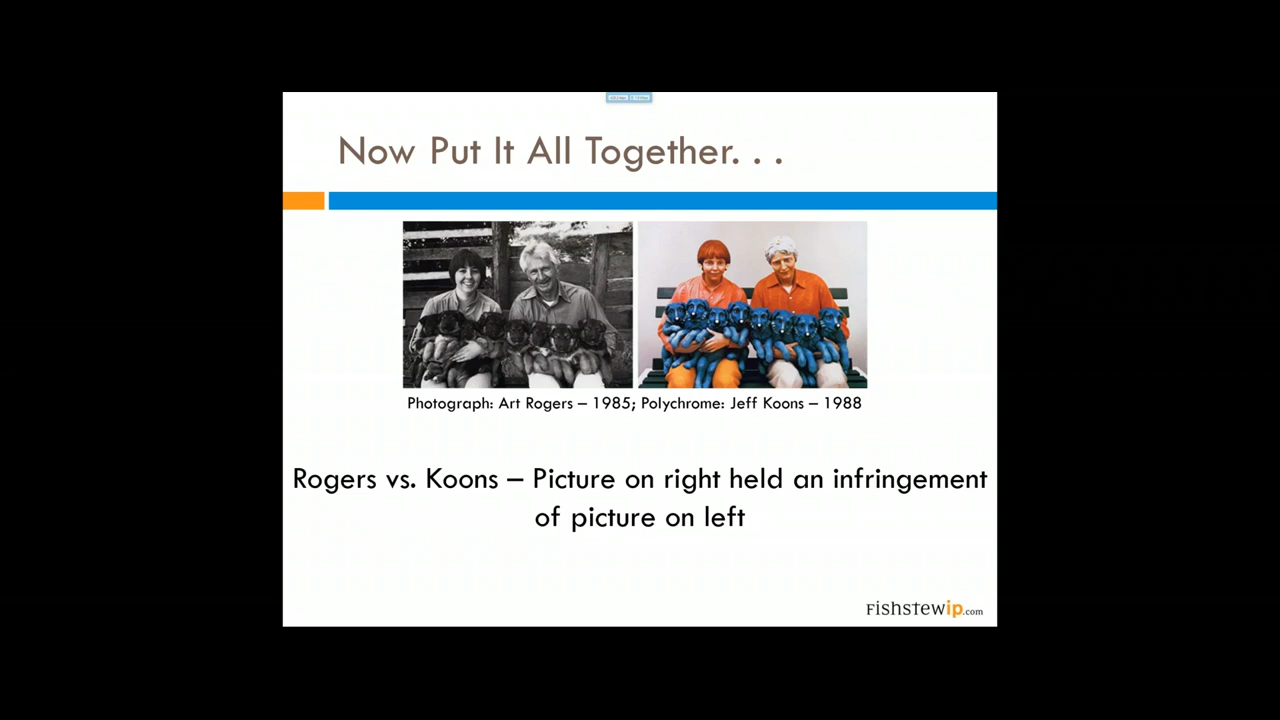 Now Put It All Together. . .
Photograph: Art Rogers – 1985; Polychrome: Jeff Koons – 1988
Rogers vs. Koons – Picture on right held an infringement
of picture on left
Fishstewip.com